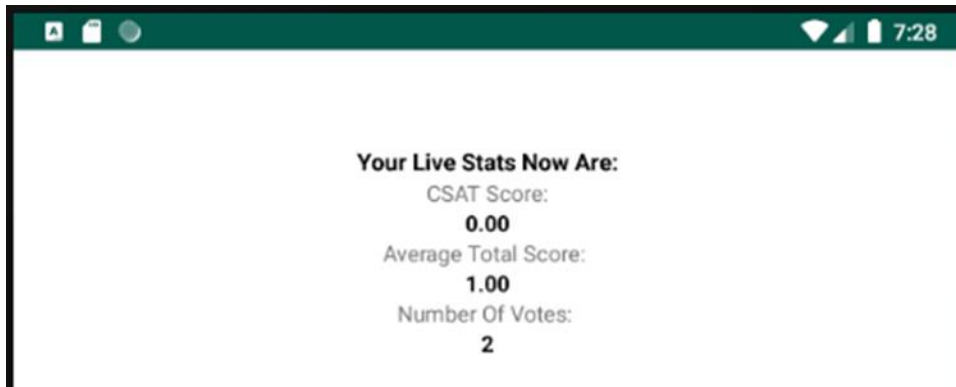 7:28
Your Live Stats Now Are:
CSAT Score:
0.00
Average Total Score:
1.00
Number Of Votes:
2